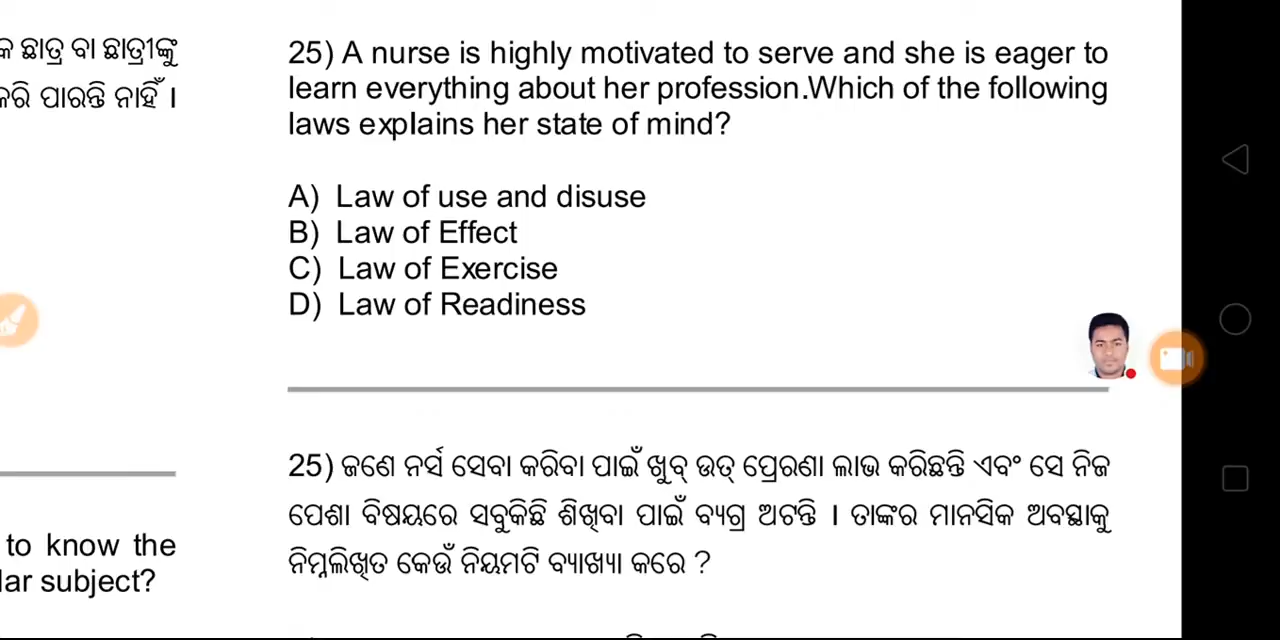 କ ଛାତ୍ର ବା ଛାତ୍ରୀଙ୍କୁ
କରି ପାରନ୍ତି ନାହିଁ ।
to know the
lar subject?
25) A nurse is highly motivated to serve and she is eager to
learn everything about her profession.Which of the following
laws explains her state of mind?
A) Law of use and disuse
B) Law of Effect
C) Law of Exercise
D) Law of Readiness
25) ଜଣେ ନର୍ସ ସେବା କରିବା ପାଇଁ ଖୁବ୍ ଉତ୍ ପ୍ରେରଣା ଲାଭ କରିଛନ୍ତି ଏବଂ ସେ ନିଜ
ପେଶା ବିଷୟରେ ସବୁକିଛି ଶିଖିବା ପାଇଁ ବ୍ୟଗ୍ର ଅଟନ୍ତି । ତାଙ୍କର ମାନସିକ ଅବସ୍ଥାକୁ
ନିମ୍ନଲିଖିତ କେଉଁ ନିୟମଟି ବ୍ୟାଖ୍ୟା କରେ ?